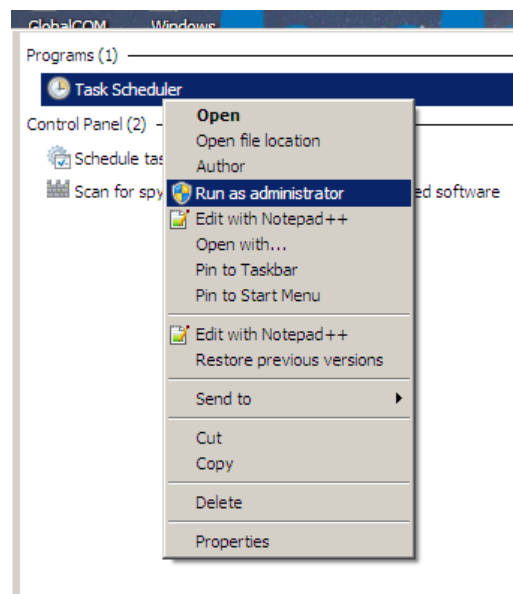 GlobalCOM Windows
Programs (1)
Task Scheduler
Control Panel (2)
Open
Open file location
Schedule tas
Author
Scan for spy
Run as administrator
ed software
Edit with Notepad++
Open with...
Pin to Taskbar
Pin to Start Menu
Edit with Notepad++
Restore previous versions
Send to
Cut
Copy
Delete
Properties